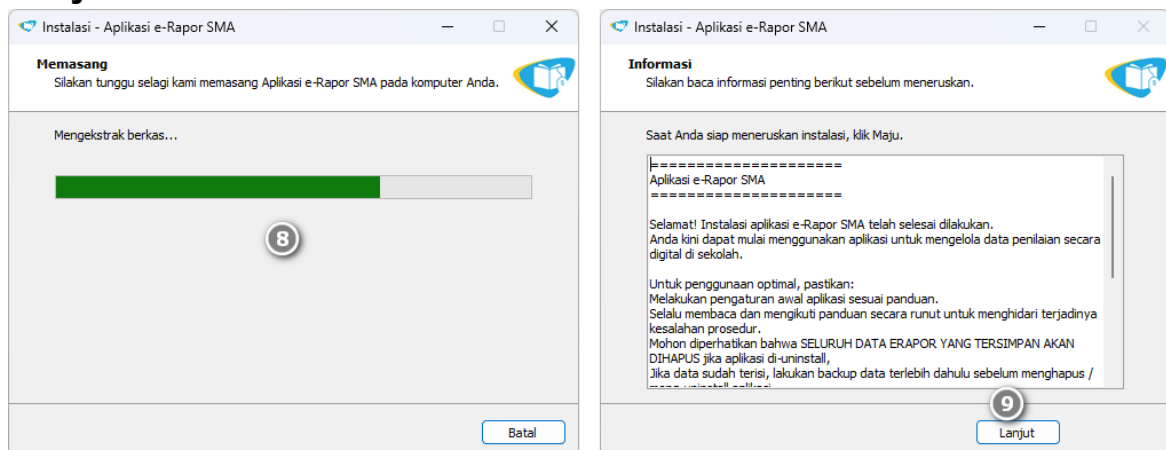 Instalasi - Aplikasi e-Rapor SMA
Memasang
Silakan tunggu selagi kami memasang Aplikasi e-Rapor SMA pada komputer Anda.
Mengekstrak berkas...
8
Batal
Instalasi - Aplikasi e-Rapor SMA
Informasi
Silakan baca informasi penting berikut sebelum meneruskan.
Saat Anda siap meneruskan instalasi, klik Maju.
======================
Aplikasi e-Rapor SMA
======================
Selamat! Instalasi aplikasi e-Rapor SMA telah selesai dilakukan.
Anda kini dapat mulai menggunakan aplikasi untuk mengelola data penilaian secara
digital di sekolah.
Untuk penggunaan optimal, pastikan:
Melakukan pengaturan awal aplikasi sesuai panduan.
Selalu membaca dan mengikuti panduan secara runut untuk menghidari terjadinya
kesalahan prosedur.
Mohon diperhatikan bahwa SELURUH DATA ERAPOR YANG TERSIMPAN AKAN
DIHAPUS jika aplikasi di-uninstall,
Jika data sudah terisi, lakukan backup data terlebih dahulu sebelum menghapus /
9
Lanjut